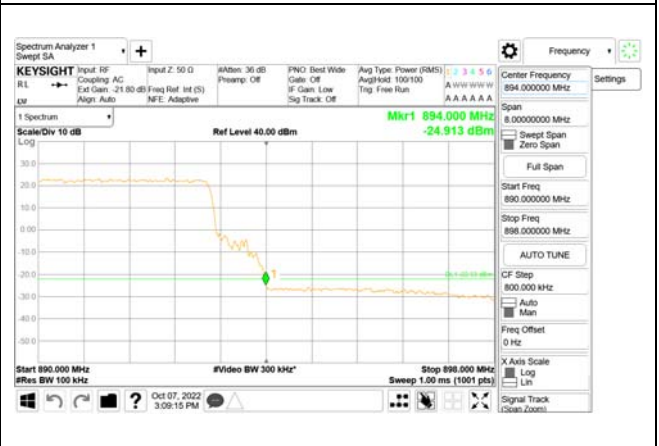 Spectrum Analyzer 1
Swept SA
Frequency
KEYSIGHT
Input: RF
Coupling: AC
Ext Gain: -21.80 dB
Align: Auto
Input Z: 50 Ω
Freq Ref: Int (S)
NFE: Adaptive
#Atten: 36 dB
Preamp: Off
PNO: Best Wide
Gate: Off
IF Gain: Low
Sig Track: Off
Avg Type: Power (RMS)
Avg|Hold: 100/100
Trig: Free Run
1 2 3 4 5 6
A W W W W W
A A A A A A
RL
1 Spectrum
Scale/Div 10 dB
Ref Level 40.00 dBm
Mkr1 894.000 MHz
-24.913 dBm
Log
30.0
20.0
10.0
0.00
-10.0
-20.0
-30.0
-40.0
-50.0
1
Start 890.000 MHz
#Res BW 100 kHz
#Video BW 300 kHz*
Stop 898.000 MHz
Sweep 1.00 ms (1001 pts)
Oct 07, 2022
3:09:15 PM
Center Frequency
894.000000 MHz
Settings
Span
8.00000000 MHz
Swept Span
Zero Span
Full Span
Start Freq
890.000000 MHz
Stop Freq
898.000000 MHz
AUTO TUNE
CF Step
800.000 kHz
Auto
Man
Freq Offset
0 Hz
X Axis Scale
Log
Lin
Signal Track
(Span Zoom)